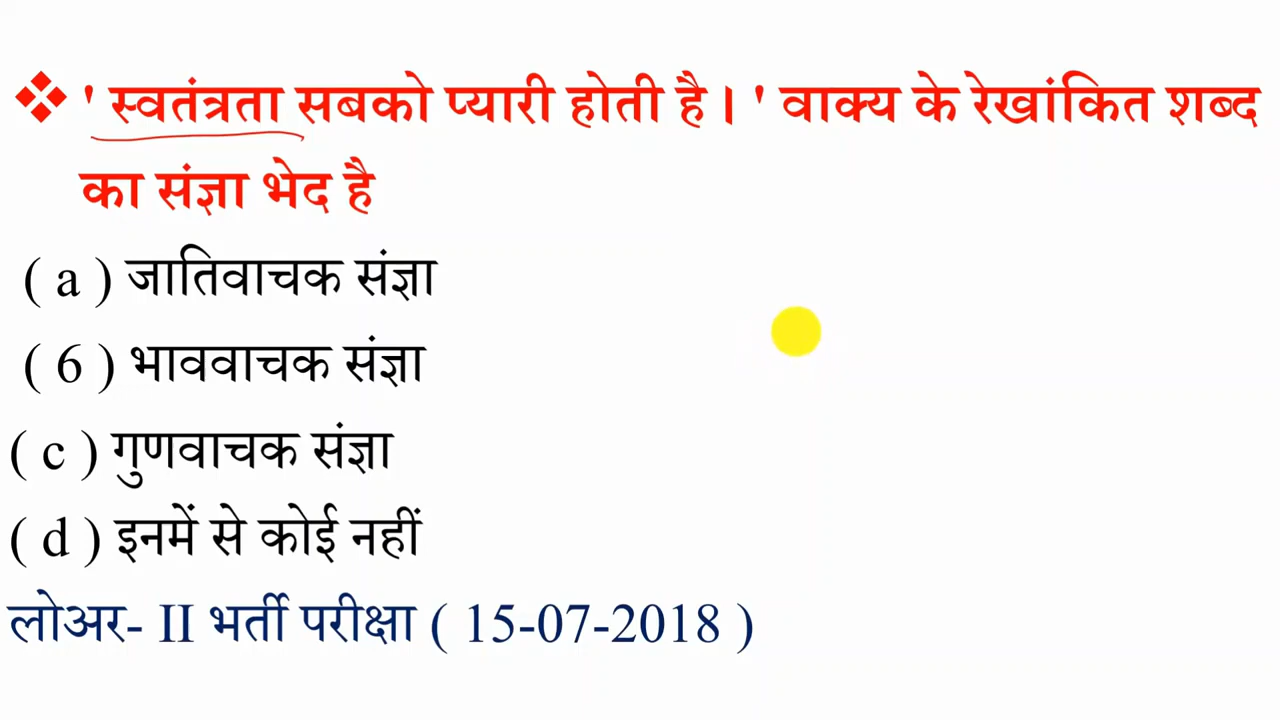 ❖ ' स्वतंत्रता सबको प्यारी होती है। ' वाक्य के रेखांकित शब्द
का संज्ञा भेद है
( a ) जातिवाचक संज्ञा
( 6 ) भाववाचक संज्ञा
( c ) गुणवाचक संज्ञा
( d ) इनमें से कोई नहीं
लोअर- II भर्ती परीक्षा ( 15-07-2018 )